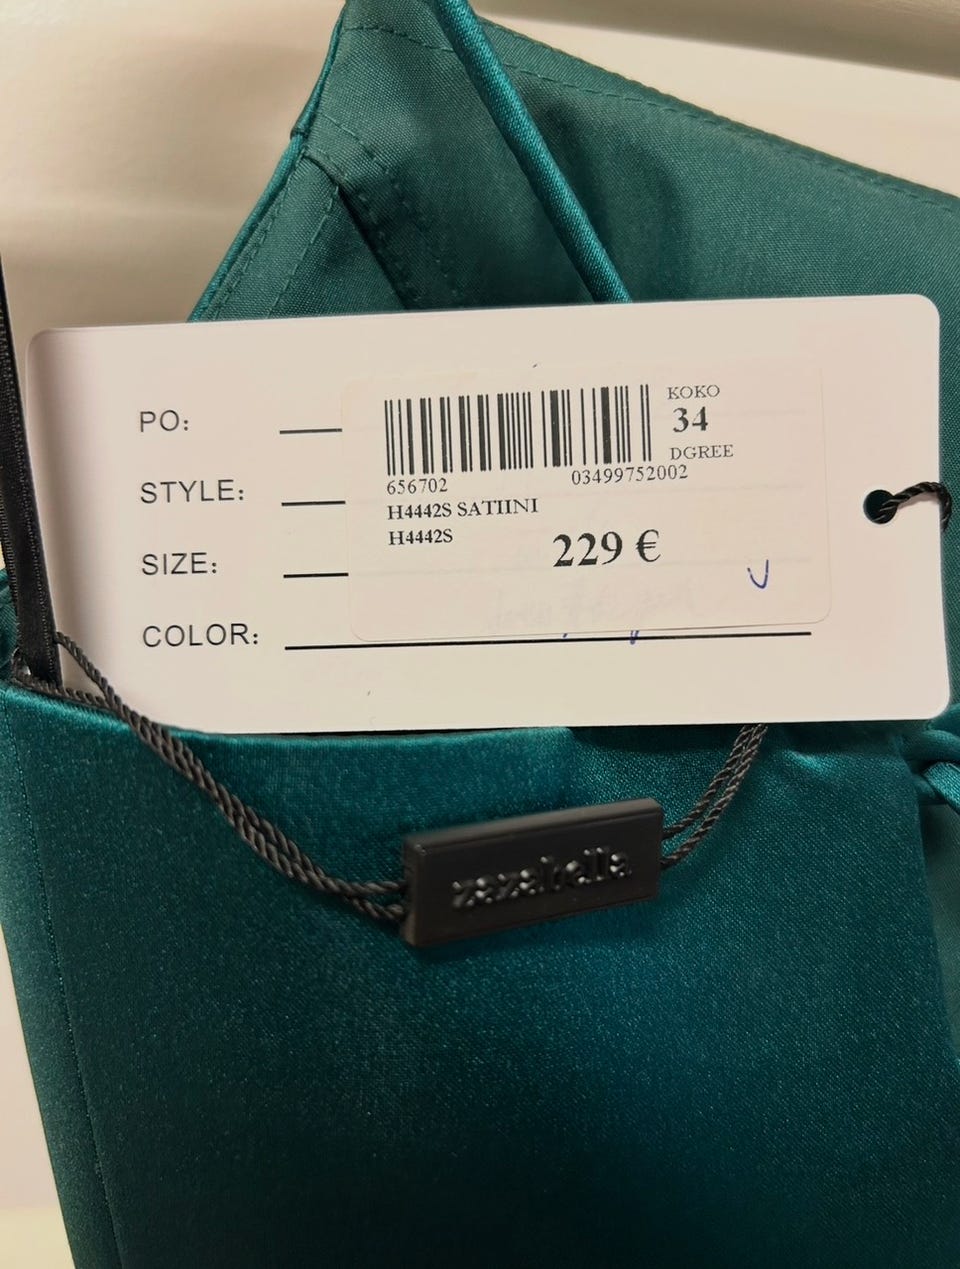 PO:
STYLE:
SIZE:
COLOR:
KOKO
34
DGREE
656702 03499752002
H4442S SATIINI
H4442S
229 €
zazabella